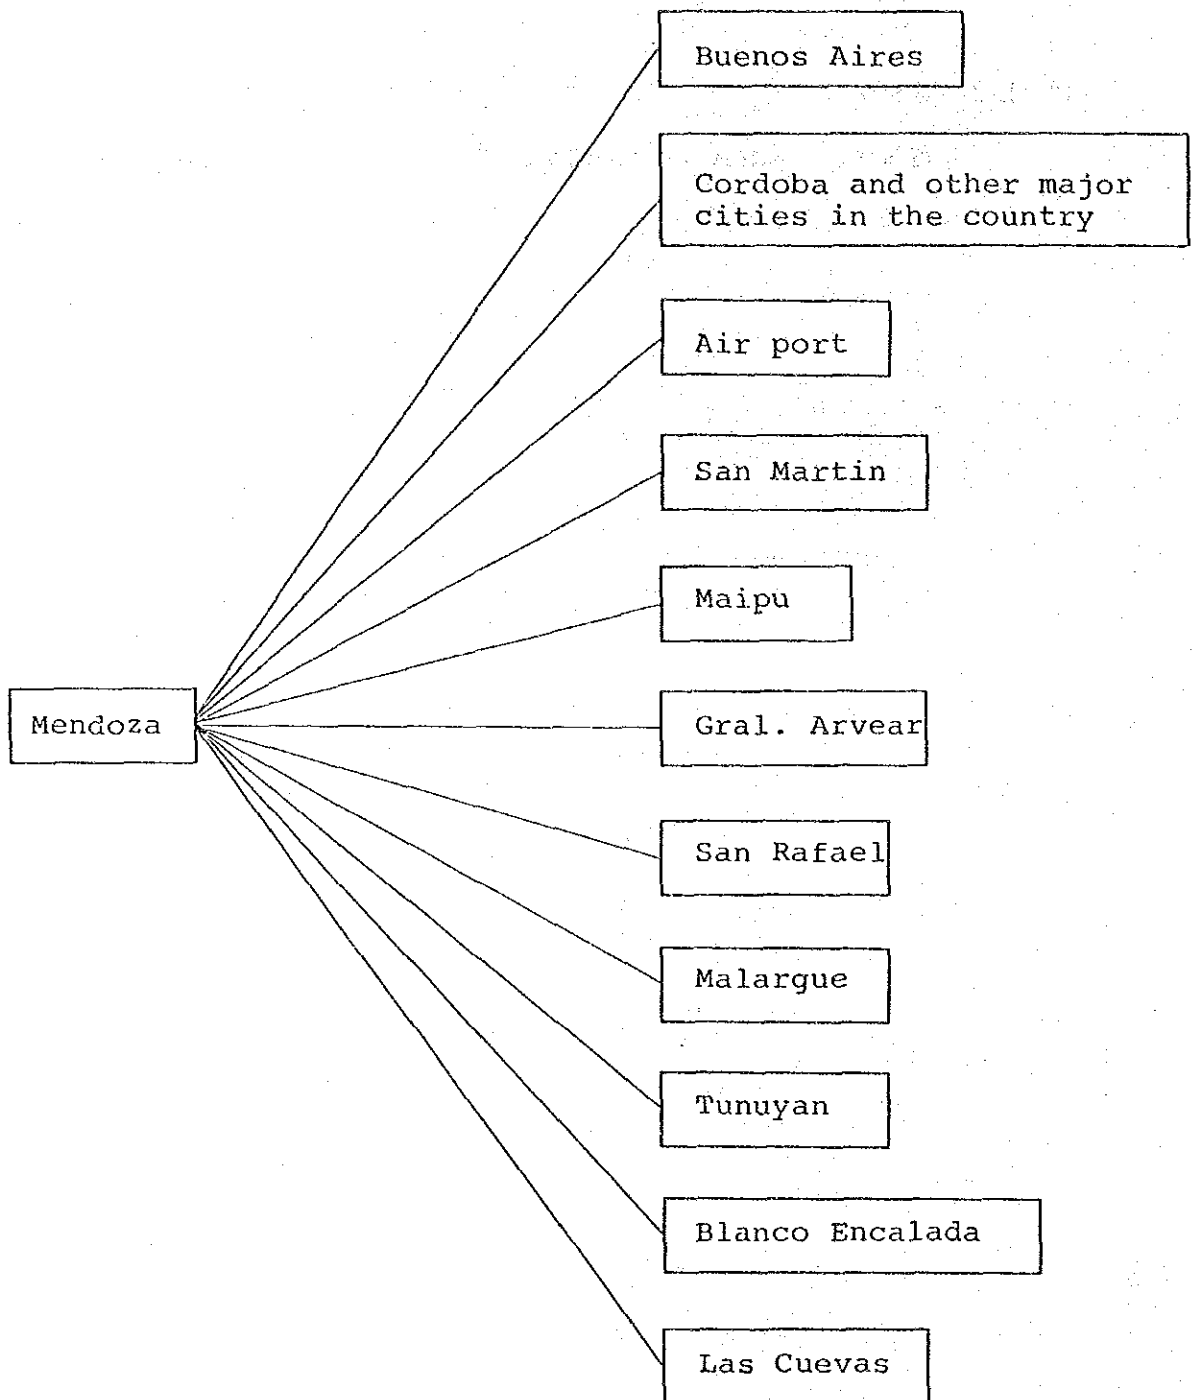 Buenos Aires
Cordoba and other major
cities in the country
Air port
San Martin
Maipu
Mendoza
Gral. Arvear
San Rafael
Malargue
Tunuyan
Blanco Encalada
Las Cuevas